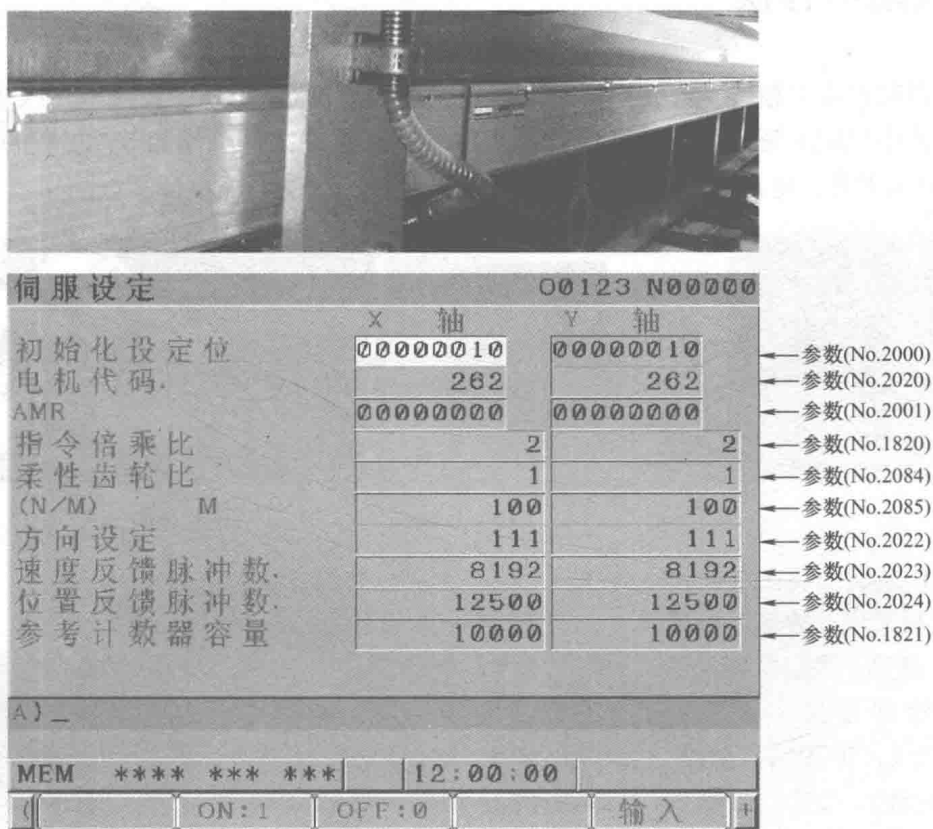 伺服设定 O0123 N00000
X 轴 Y 轴
初始化设定位 00000010 00000010 参数(No.2000)
电机代码. 262 262 参数(No.2020)
AMR 00000000 00000000 参数(No.2001)
指令倍乘比 2 2 参数(No.1820)
柔性齿轮比 1 1 参数(No.2084)
(N/M) M 100 100 参数(No.2085)
方向设定 111 111 参数(No.2022)
速度反馈脉冲数. 8192 8192 参数(No.2023)
位置反馈脉冲数. 12500 12500 参数(No.2024)
参考计数器容量 10000 10000 参数(No.1821)
A)_
MEM **** *** *** 12:00:00
( ON:1 OFF:0 输入 +